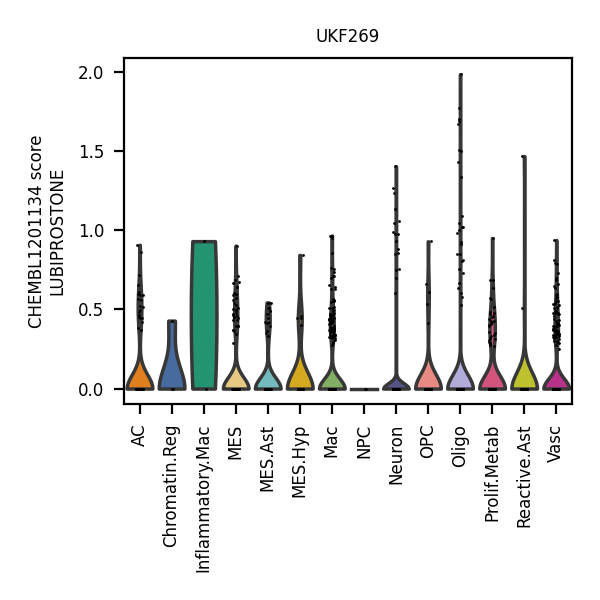 UKF269
CHEMBL1201134 score
LUBIPROSTONE
2.0
1.5
1.0
0.5
0.0
AC
Chromatin.Reg
Inflammatory.Mac
MES
MES.Ast
MES.Hyp
Mac
NPC
Neuron
OPC
Oligo
Prolif.Metab
Reactive.Ast
Vasc